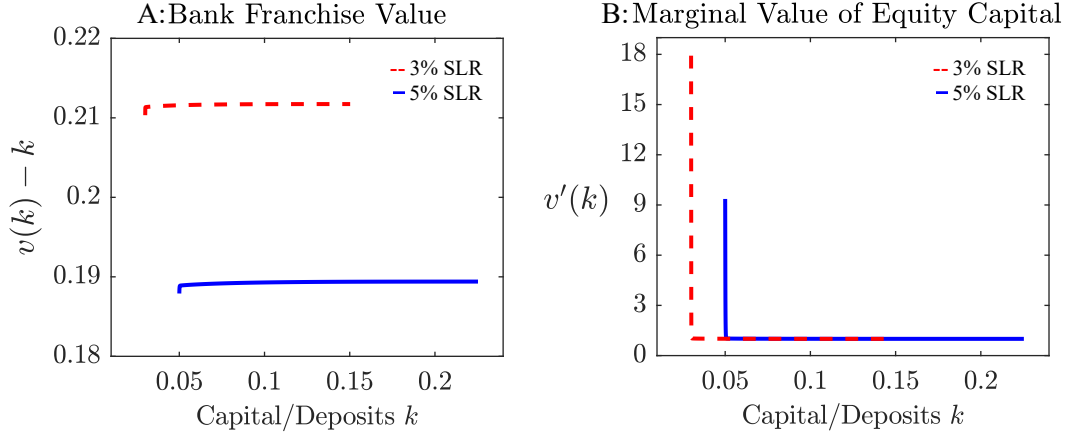 A:Bank Franchise Value
0.22
0.21
0.2
0.19
0.18
v(k) − k
3% SLR
5% SLR
0.05 0.1 0.15 0.2
Capital/Deposits k
B:Marginal Value of Equity Capital
18
15
12
9
6
3
0
v′(k)
3% SLR
5% SLR
0.05 0.1 0.15 0.2
Capital/Deposits k